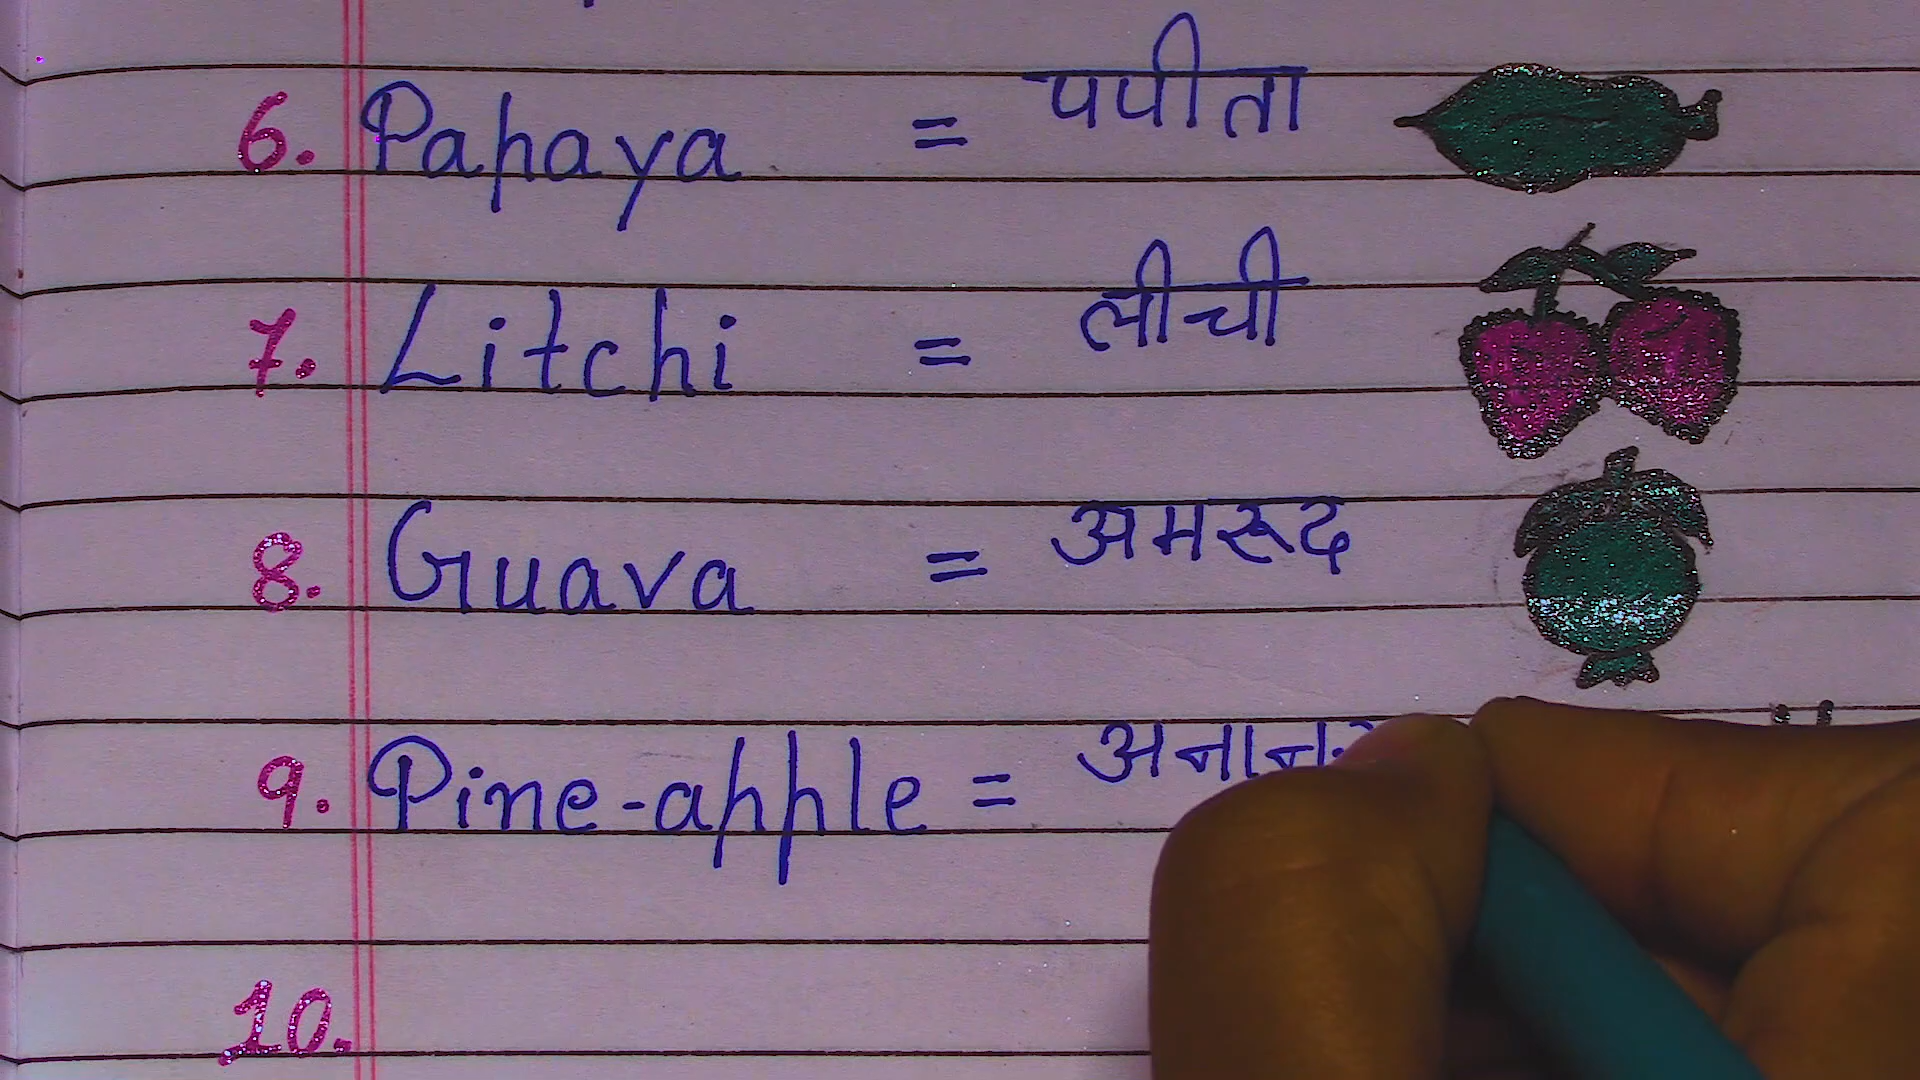 6. Papaya = पपीता
7. Litchi = लीची
8. Guava = अमरूद
9. Pine-apple =
10.